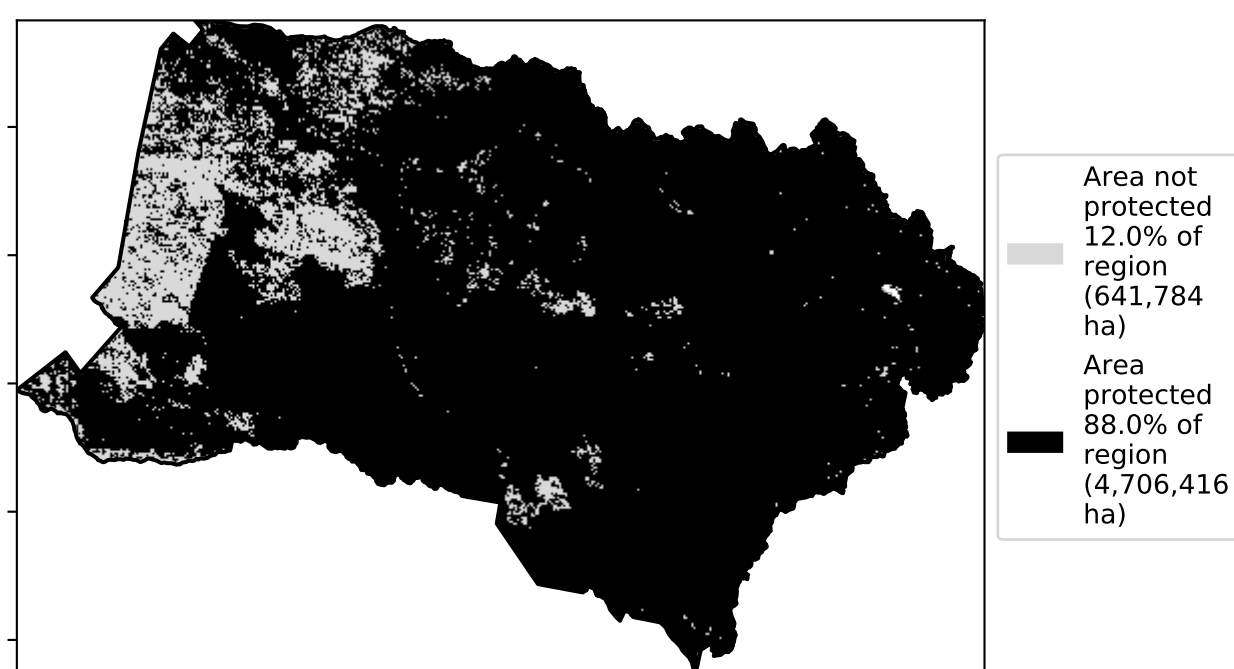 Area not
protected
12.0% of
region
(641,784
ha)
Area
protected
88.0% of
region
(4,706,416
ha)